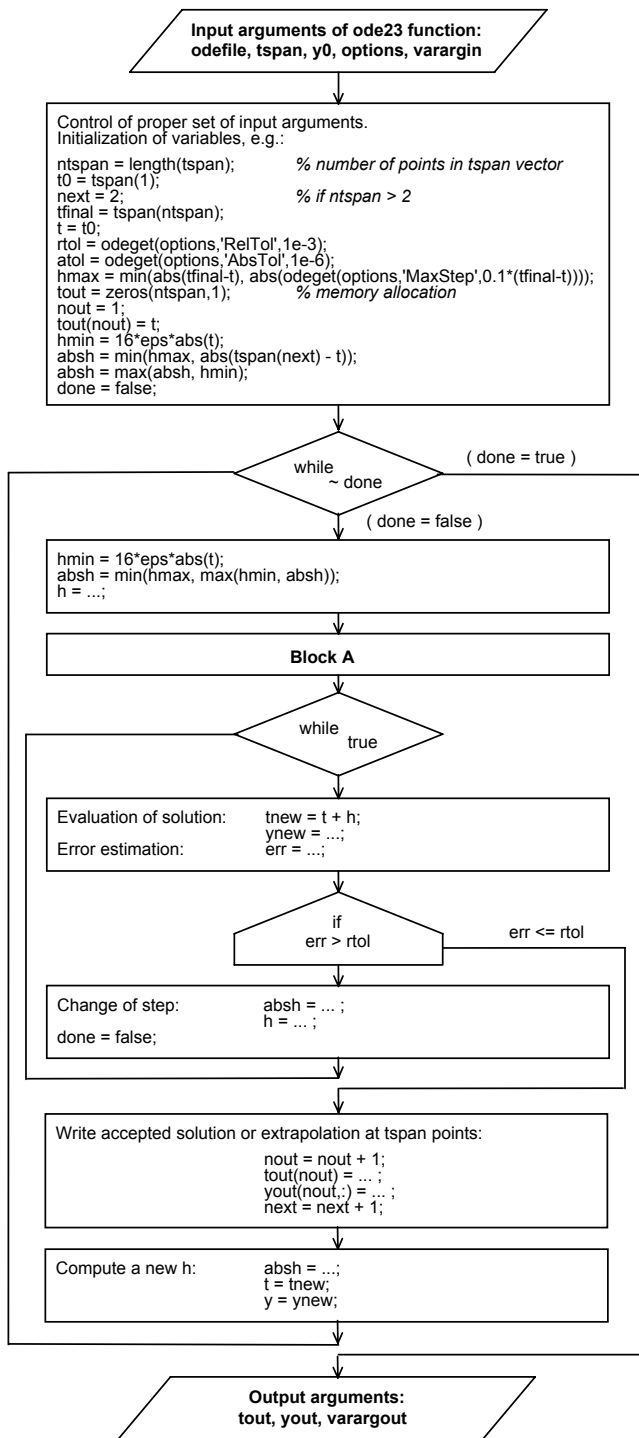 Input arguments of ode23 function:
odefile, tspan, y0, options, varargin
Control of proper set of input arguments.
Initialization of variables, e.g.:
ntspan = length(tspan); % number of points in tspan vector
t0 = tspan(1);
next = 2; % if ntspan > 2
tfinal = tspan(ntspan);
t = t0;
rtol = odeget(options,'RelTol',1e-3);
atol = odeget(options,'AbsTol',1e-6);
hmax = min(abs(tfinal-t), abs(odeget(options,'MaxStep',0.1*(tfinal-t))));
tout = zeros(ntspan,1); % memory allocation
nout = 1;
tout(nout) = t;
hmin = 16*eps*abs(t);
absh = min(hmax, abs(tspan(next) - t));
absh = max(absh, hmin);
done = false;
( done = true )
while
~ done
( done = false )
hmin = 16*eps*abs(t);
absh = min(hmax, max(hmin, absh));
h = ...;
Block A
while
true
Evaluation of solution: tnew = t + h;
ynew = ...;
Error estimation: err = ...;
if
err > rtol
err <= rtol
Change of step: absh = ... ;
h = ... ;
done = false;
Write accepted solution or extrapolation at tspan points:
nout = nout + 1;
tout(nout) = ... ;
yout(nout,:) = ... ;
next = next + 1;
Compute a new h: absh = ...;
t = tnew;
y = ynew;
Output arguments:
tout, yout, varargout